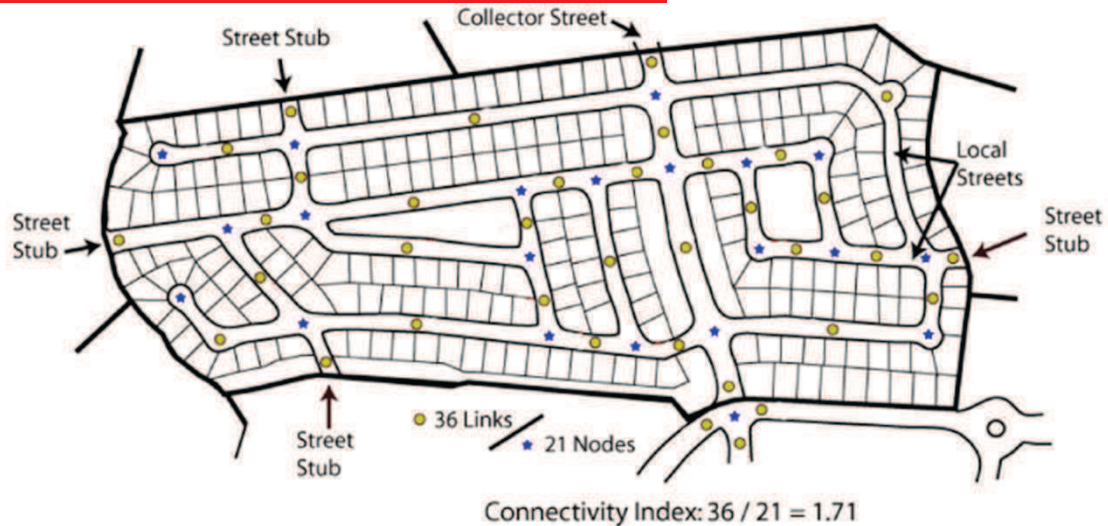 Collector Street
Street Stub
Local
Streets
Street
Stub
Street
Stub
36 Links
21 Nodes
Street
Stub
Connectivity Index: 36 / 21 = 1.71